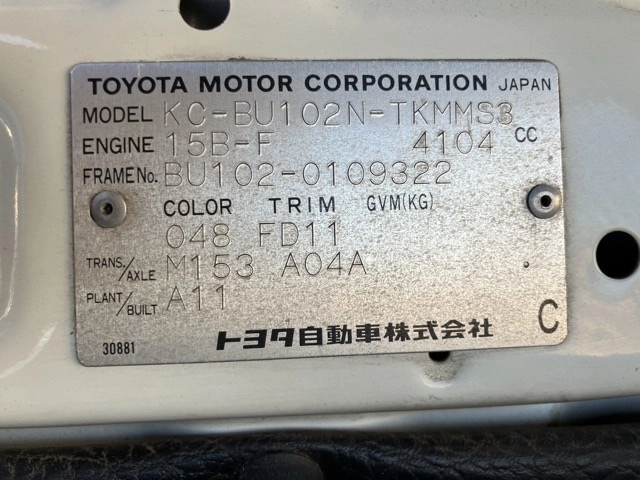 TOYOTA MOTOR CORPORATION JAPAN
MODEL KC-BU102N-TKMMS3
ENGINE 15B-F 4104 CC
FRAME No. BU102-0109322
COLOR TRIM GVM(KG)
048 FD11
TRANS./AXLE M153 A04A
PLANT/BUILT A11
30881 トヨタ自動車株式会社 C